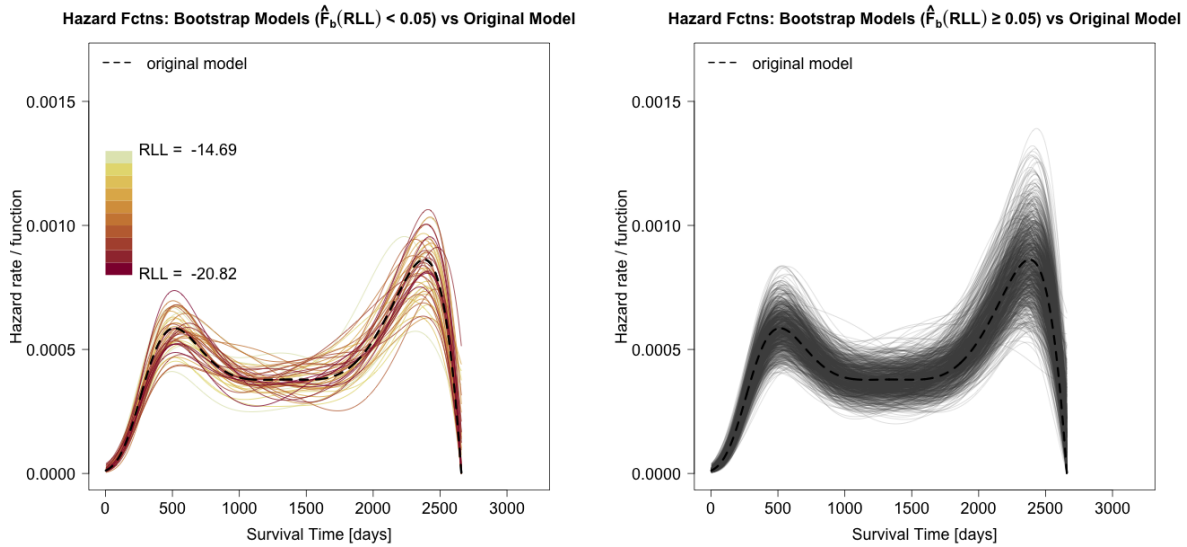 Hazard Fctns: Bootstrap Models (F̂b(RLL) < 0.05) vs Original Model
original model
0.0015
RLL = -14.69
0.0010
RLL = -20.82
0.0005
0.0000
Hazard rate / function
0 500 1000 1500 2000 2500 3000
Survival Time [days]
Hazard Fctns: Bootstrap Models (F̂b(RLL) ≥ 0.05) vs Original Model
original model
0.0015
0.0010
0.0005
0.0000
Hazard rate / function
0 500 1000 1500 2000 2500 3000
Survival Time [days]